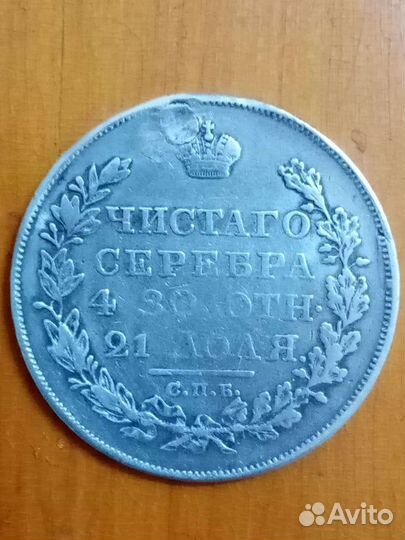 ЧИСТАГО
СЕРЕБРА
4 ЗОЛОТН:
21 ДОЛЯ.
С.П.Б.
Avito